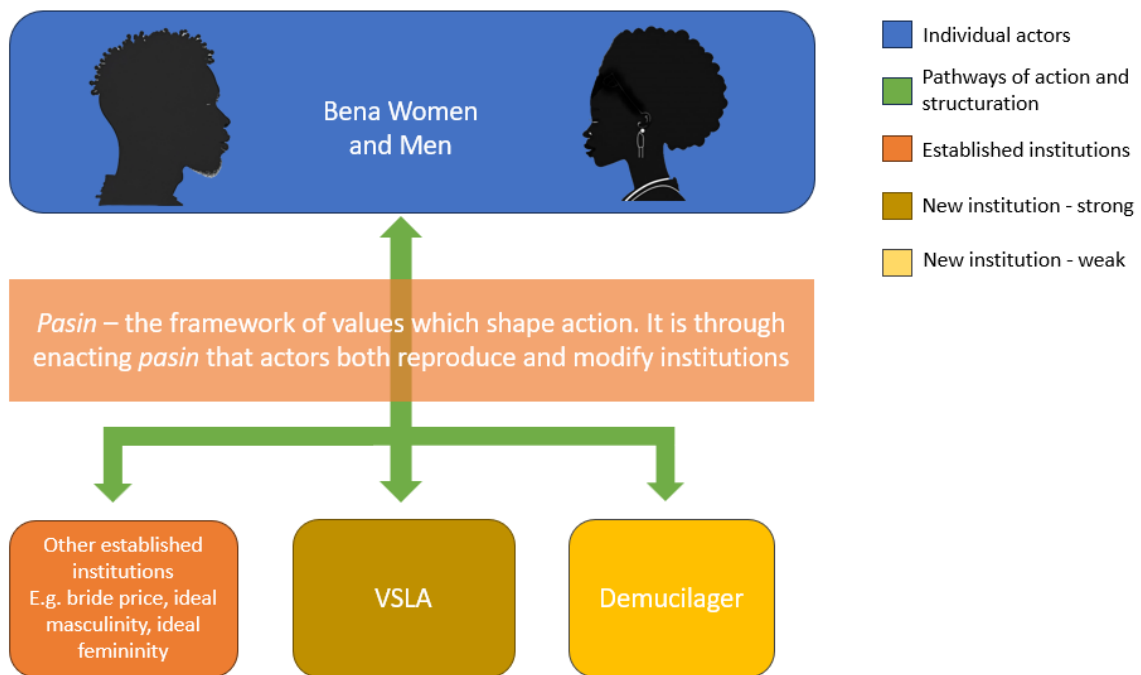 Bena Women
and Men
Individual actors
Pathways of action and
structuration
Established institutions
New institution - strong
New institution - weak
Pasin – the framework of values which shape action. It is through
enacting pasin that actors both reproduce and modify institutions
Other established
institutions
E.g. bride price, ideal
masculinity, ideal
femininity
VSLA
Demucilager